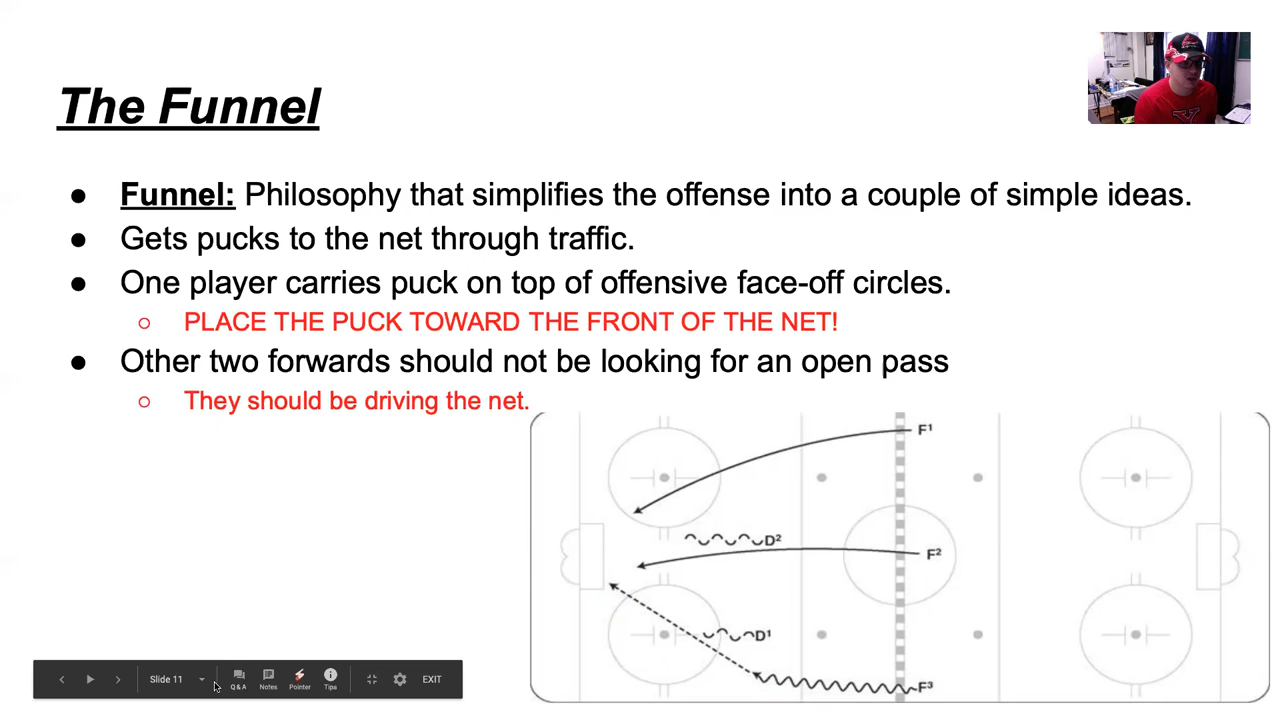 The Funnel
● Funnel: Philosophy that simplifies the offense into a couple of simple ideas.
● Gets pucks to the net through traffic.
● One player carries puck on top of offensive face-off circles.
○ PLACE THE PUCK TOWARD THE FRONT OF THE NET!
● Other two forwards should not be looking for an open pass
○ They should be driving the net.
F¹
D²
F²
D¹
F³
Slide 11
Q&A
Notes
Pointer
Tips
EXIT
Y